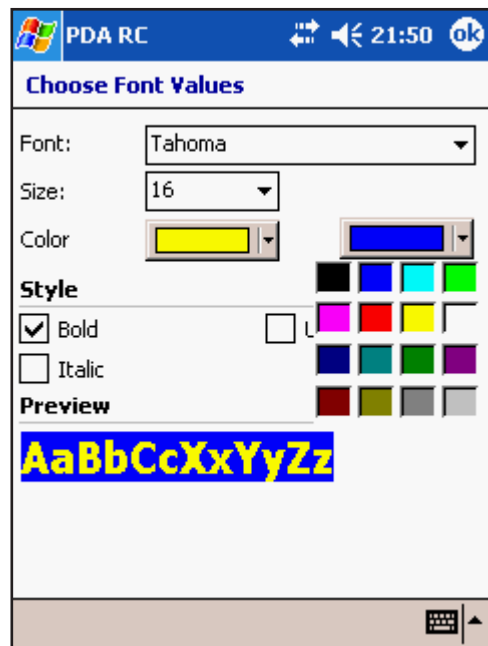 PDA RC 21:50 ok
Choose Font Values
Font: Tahoma
Size: 16
Color
Style
Bold
Italic
Preview
AaBbCcXxYyZz